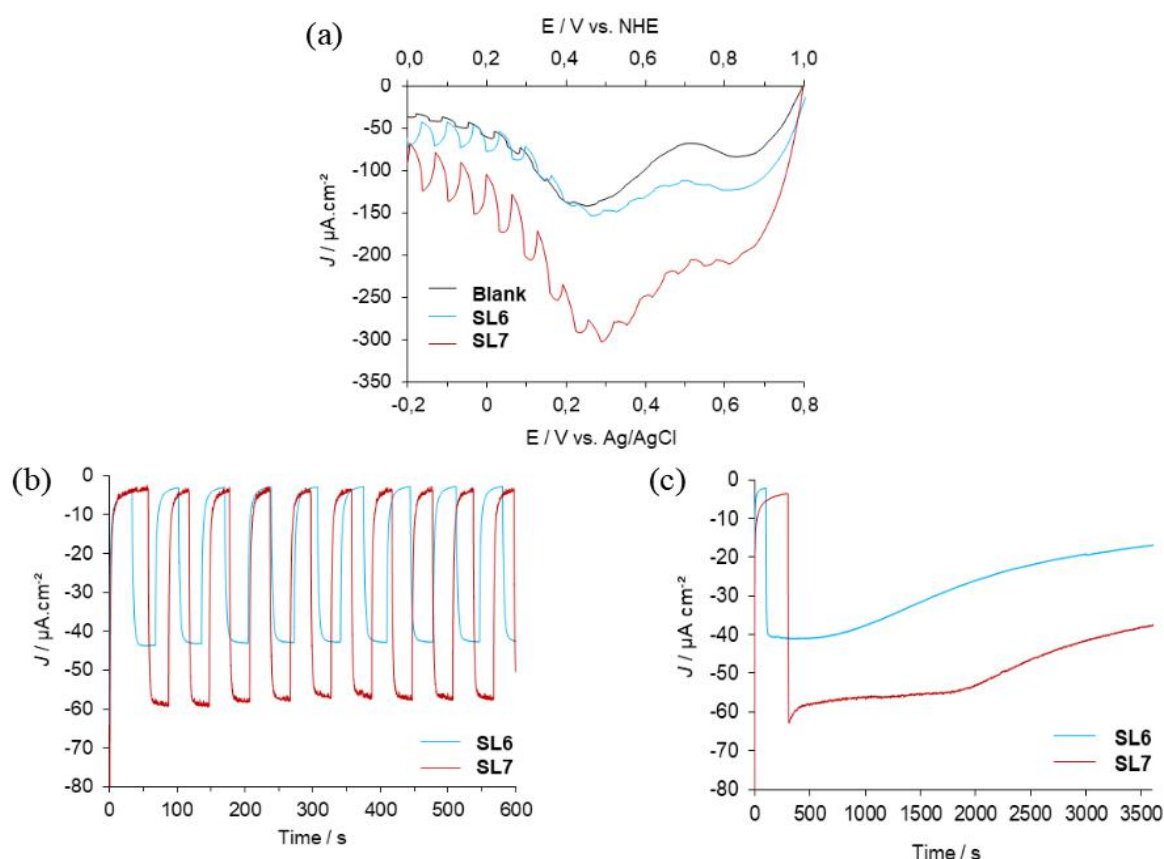 (a)
E / V vs. NHE
0,0 0,2 0,4 0,6 0,8 1,0
0
-50
-100
-150
-200
-250
-300
-350
J / µA.cm⁻²
Blank
SL6
SL7
-0,2 0 0,2 0,4 0,6 0,8
E / V vs. Ag/AgCl
(b)
0
-10
-20
-30
-40
-50
-60
-70
-80
J / µA.cm⁻²
SL6
SL7
0 100 200 300 400 500 600
Time / s
(c)
0
-10
-20
-30
-40
-50
-60
-70
-80
J / µA cm⁻²
SL6
SL7
0 500 1000 1500 2000 2500 3000 3500
Time / s